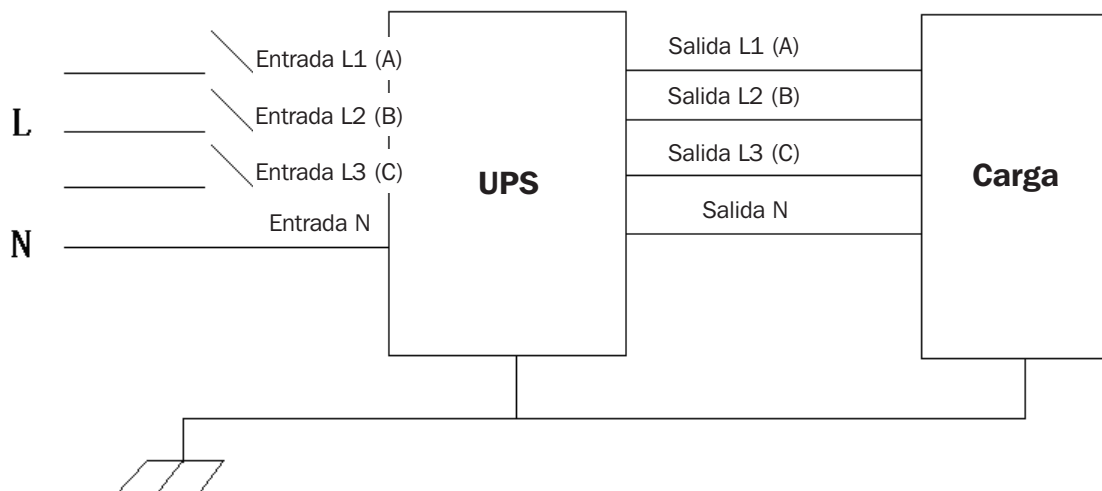 Entrada L1 (A)
Salida L1 (A)
L
Entrada L2 (B)
Salida L2 (B)
Entrada L3 (C)
Salida L3 (C)
UPS
Carga
N
Entrada N
Salida N